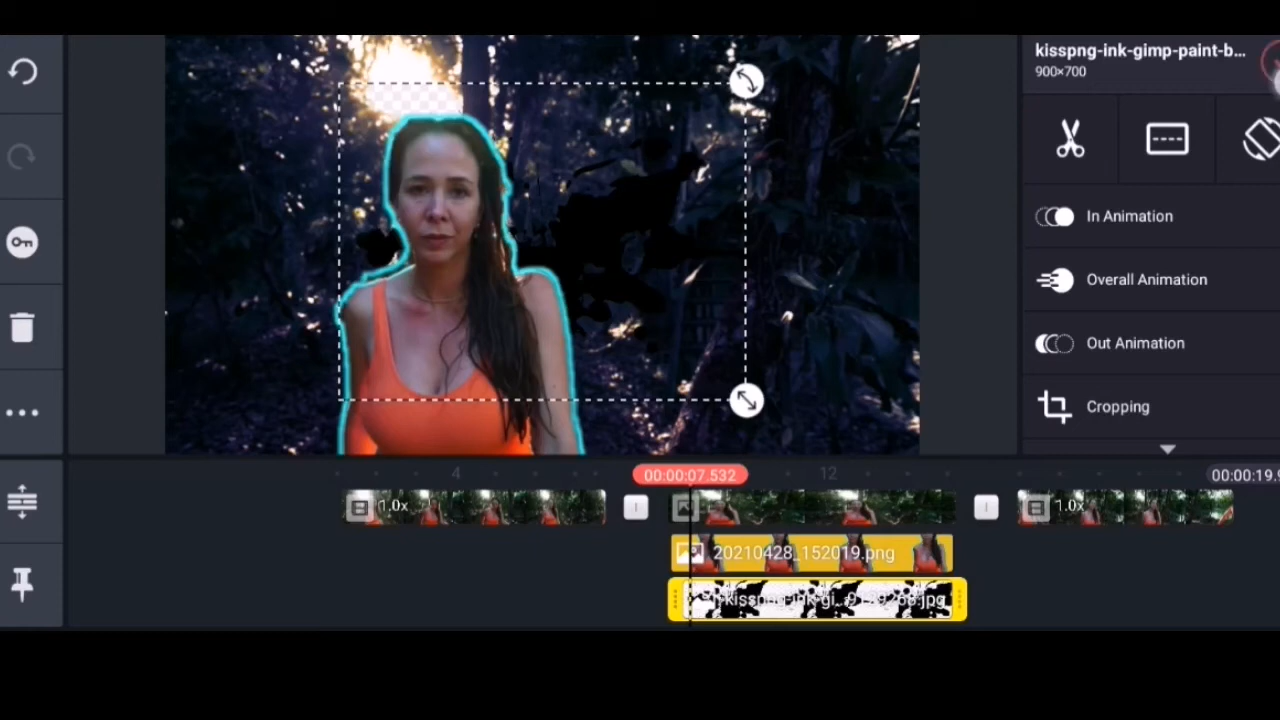 kisspng-ink-gimp-paint-b...
900×700
In Animation
Overall Animation
Out Animation
Cropping
4
00:00:07.532
12
00:00:19.9
1.0x
1.0x
20210428_152019.png